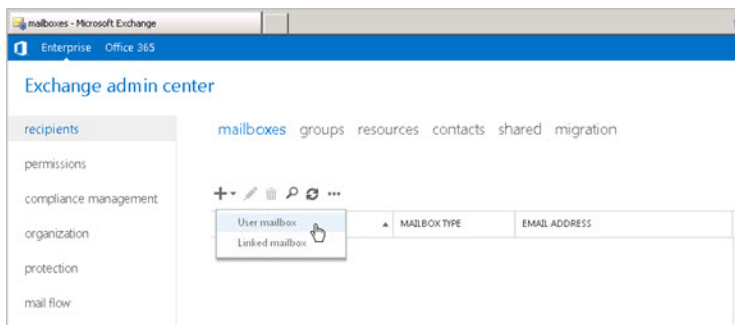 mailboxes - Microsoft Exchange
Enterprise Office 365
Exchange admin center
recipients
mailboxes groups resources contacts shared migration
permissions
compliance management
organization
protection
mail flow
User mailbox
Linked mailbox
MAILBOX TYPE EMAIL ADDRESS